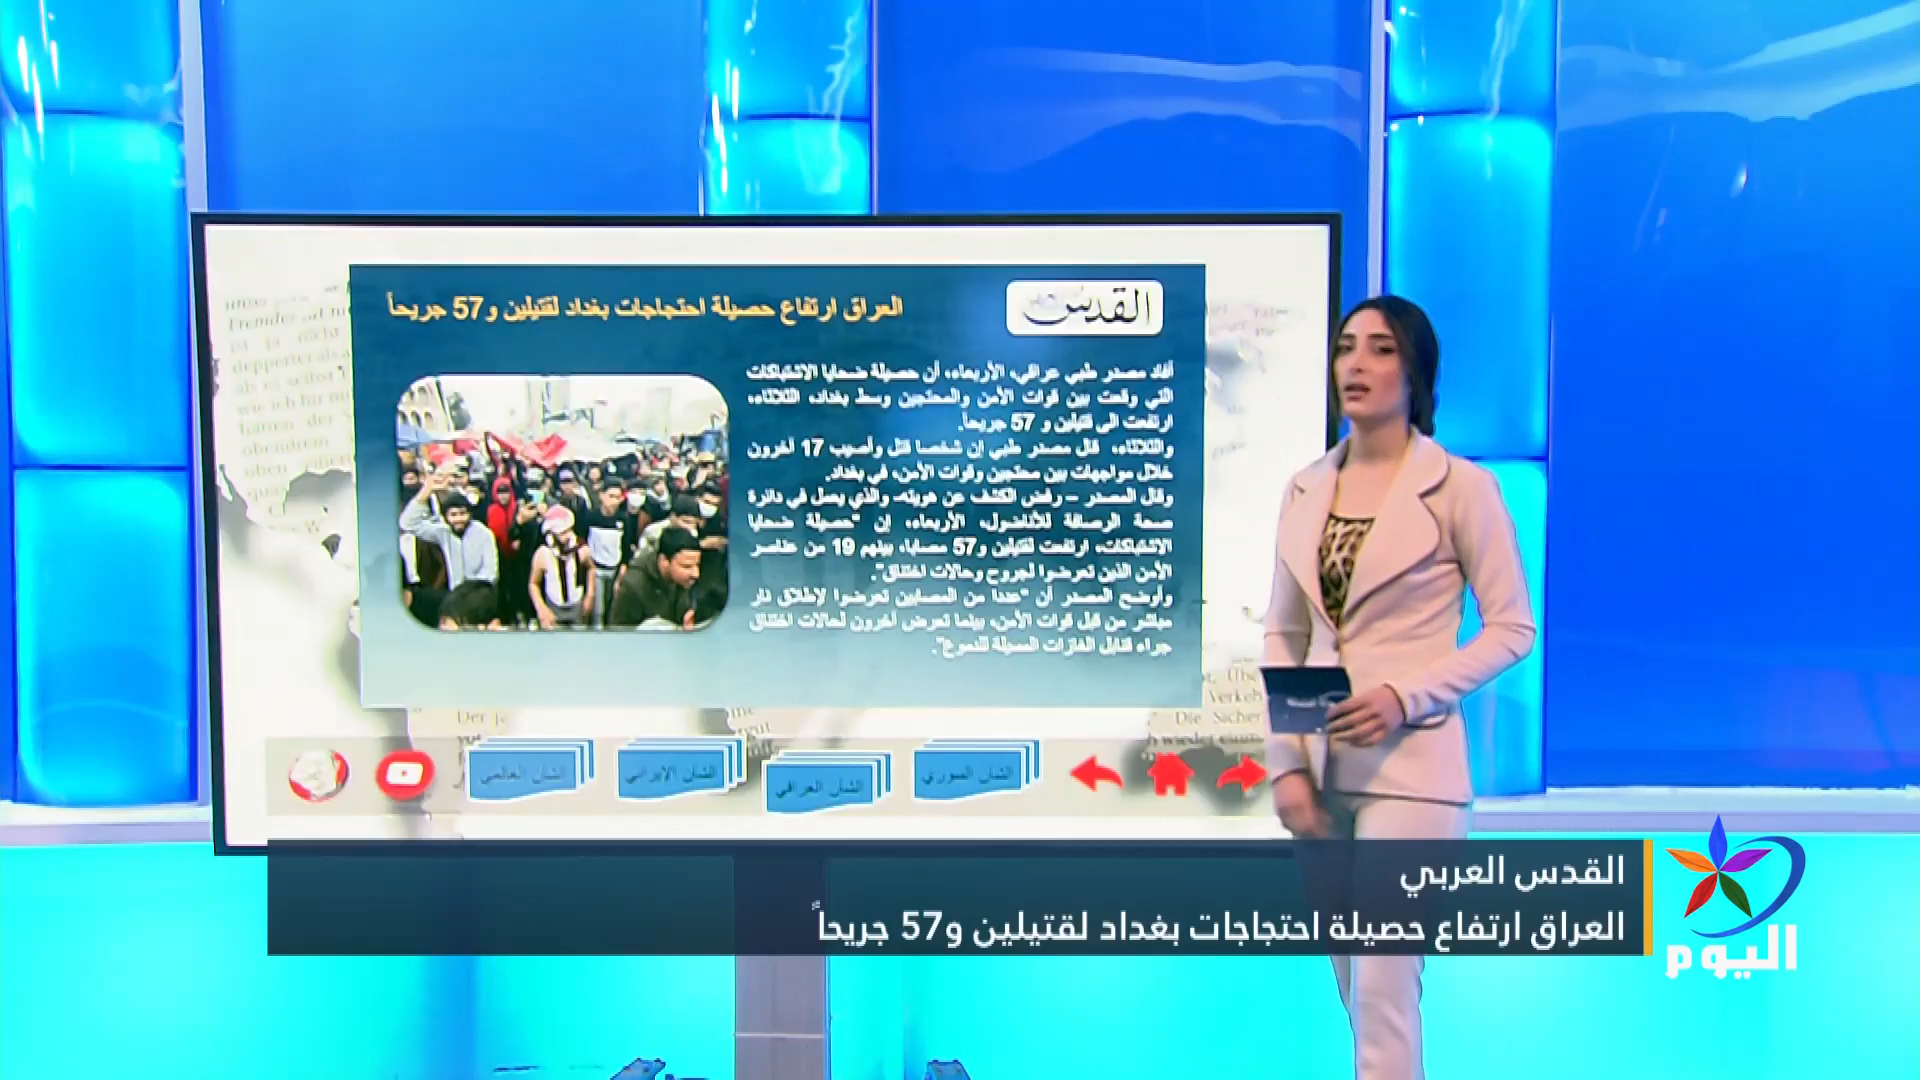 القدس
العراق ارتفاع حصيلة احتجاجات بغداد لقتيلين و57 جريحاً
أفاد مصدر طبي عراقي، الأربعاء، أن حصيلة ضحايا الاشتباكات
التي وقعت بين قوات الأمن والمحتجين وسط بغداد، الثلاثاء،
ارتفعت الى قتيلين و 57 جريحاً.
والثلاثاء، قال مصدر طبي إن شخصا قتل وأصيب 17 آخرون
خلال مواجهات بين محتجين وقوات الأمن، في بغداد.
وقال المصدر – رفض الكشف عن هويته- والذي يعمل في دائرة
صحة الرصافة للأناضول، الأربعاء، إن "حصيلة ضحايا
الاشتباكات، ارتفعت لقتيلين و57 مصابا، بينهم 19 من عناصر
الأمن الذين تعرضوا لجروح وحالات اختناق".
وأوضح المصدر أن "عددا من المصابين تعرضوا لإطلاق نار
مباشر من قبل قوات الأمن، بينما تعرض آخرون لحالات اختناق
جراء قنابل الغازات المسيلة للدموع".
الشأن السوري
الشأن العراقي
الشأن الايراني
الشأن العالمي
القدس العربي
العراق ارتفاع حصيلة احتجاجات بغداد لقتيلين و57 جريحاً
اليوم